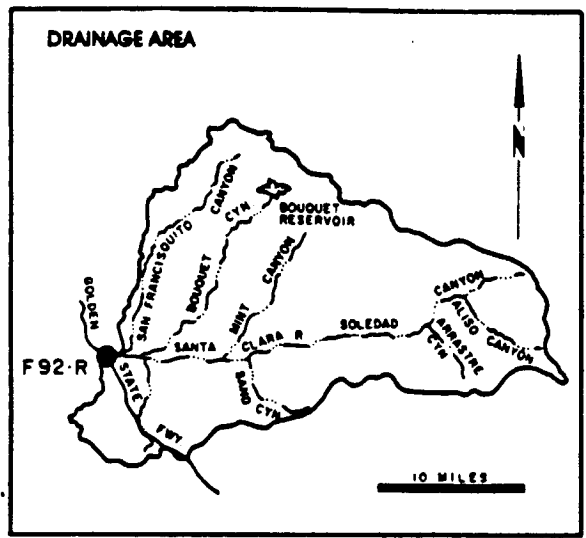 DRAINAGE AREA
N
SAN FRANCISQUITO CANYON
BOUQUET CYN
BOUQUET
RESERVOIR
MINT CANYON
GOLDEN STATE FWY
F92-R
SANTA CLARA R
SOLEDAD CANYON
ALISO CANYON
ARRASTRE
CYN
SAND CYN
10 MILES